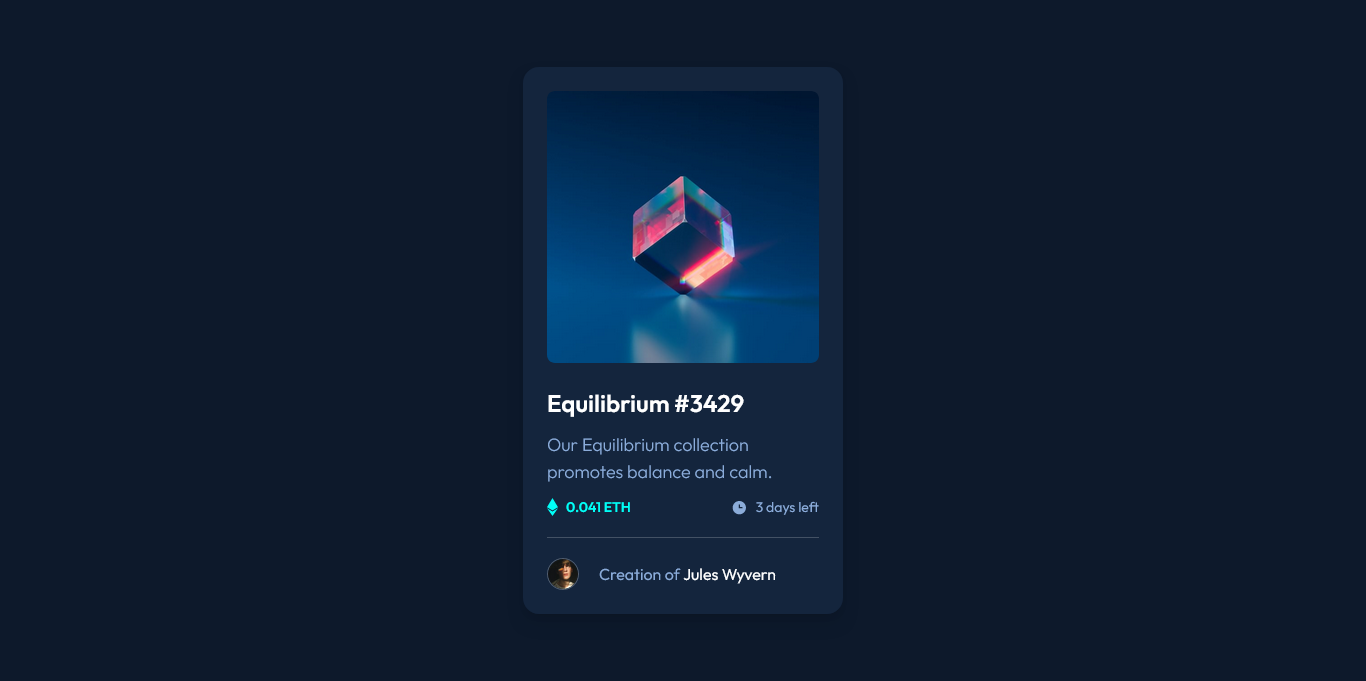 Equilibrium #3429
Our Equilibrium collection
promotes balance and calm.
0.041 ETH
3 days left
Creation of Jules Wyvern